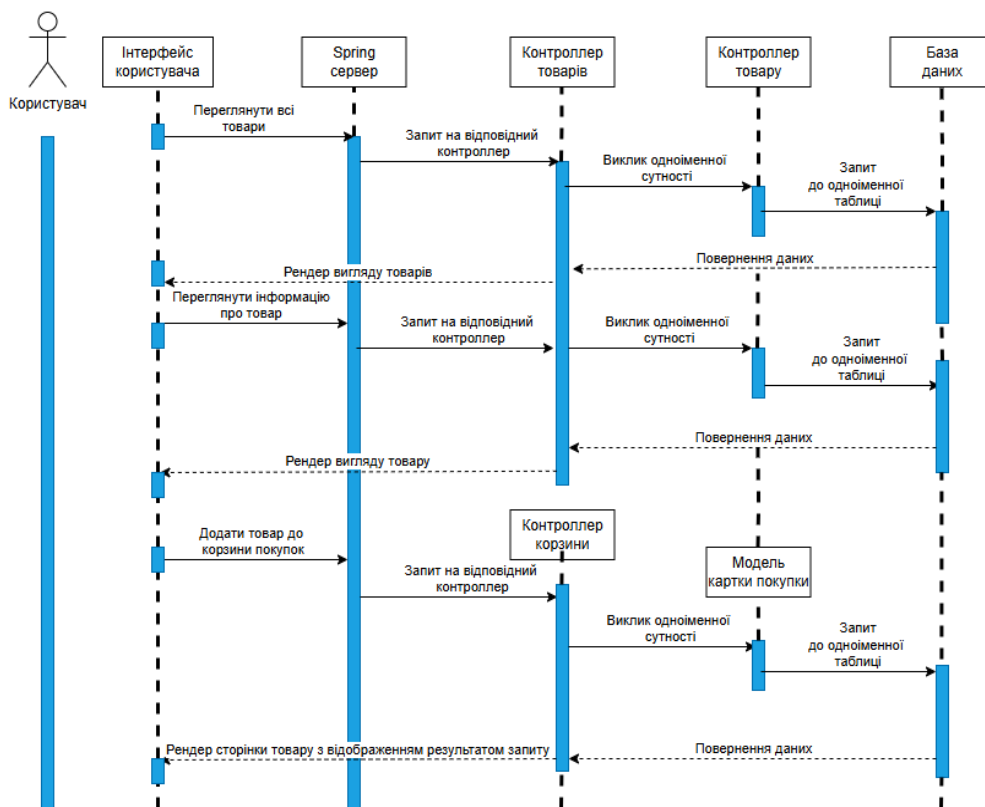 Користувач
Інтерфейс
користувача
Spring
сервер
Контроллер
товарів
Контроллер
товару
База
даних
Переглянути всі
товари
Запит на відповідний
контроллер
Виклик одноіменної
сутності
Запит
до одноіменної
таблиці
Повернення даних
Рендер вигляду товарів
Переглянути інформацію
про товар
Запит на відповідний
контроллер
Виклик одноіменної
сутності
Запит
до одноіменної
таблиці
Повернення даних
Рендер вигляду товару
Додати товар до
корзини покупок
Контроллер
корзини
Модель
картки покупки
Запит на відповідний
контроллер
Виклик одноіменної
сутності
Запит
до одноіменної
таблиці
Повернення даних
Рендер сторінки товару з відображенням результатом запиту